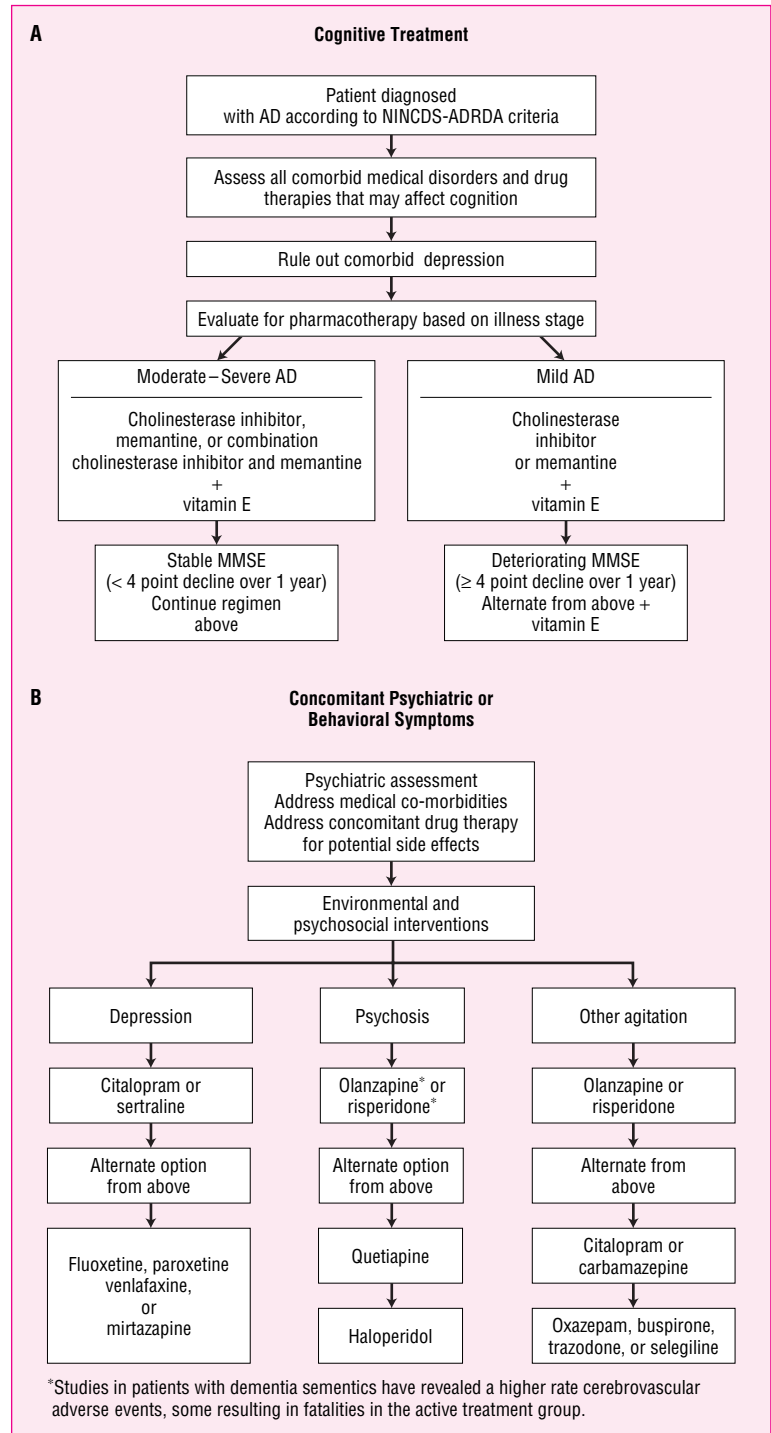 A
Cognitive Treatment
Patient diagnosed
with AD according to NINCDS-ADRDA criteria
Assess all comorbid medical disorders and drug
therapies that may affect cognition
Rule out comorbid depression
Evaluate for pharmacotherapy based on illness stage
Moderate–Severe AD
Cholinesterase inhibitor,
memantine, or combination
cholinesterase inhibitor and memantine
+
vitamin E
Mild AD
Cholinesterase
inhibitor
or memantine
+
vitamin E
Stable MMSE
(< 4 point decline over 1 year)
Continue regimen
above
Deteriorating MMSE
(≥ 4 point decline over 1 year)
Alternate from above +
vitamin E
B
Concomitant Psychiatric or
Behavioral Symptoms
Psychiatric assessment
Address medical co-morbidities
Address concomitant drug therapy
for potential side effects
Environmental and
psychosocial interventions
Depression
Psychosis
Other agitation
Citalopram or
sertraline
Olanzapine* or
risperidone*
Olanzapine or
risperidone
Alternate option
from above
Alternate option
from above
Alternate from
above
Fluoxetine, paroxetine
venlafaxine,
or
mirtazapine
Quetiapine
Citalopram or
carbamazepine
Haloperidol
Oxazepam, buspirone,
trazodone, or selegiline
*Studies in patients with dementia sementics have revealed a higher rate cerebrovascular
adverse events, some resulting in fatalities in the active treatment group.